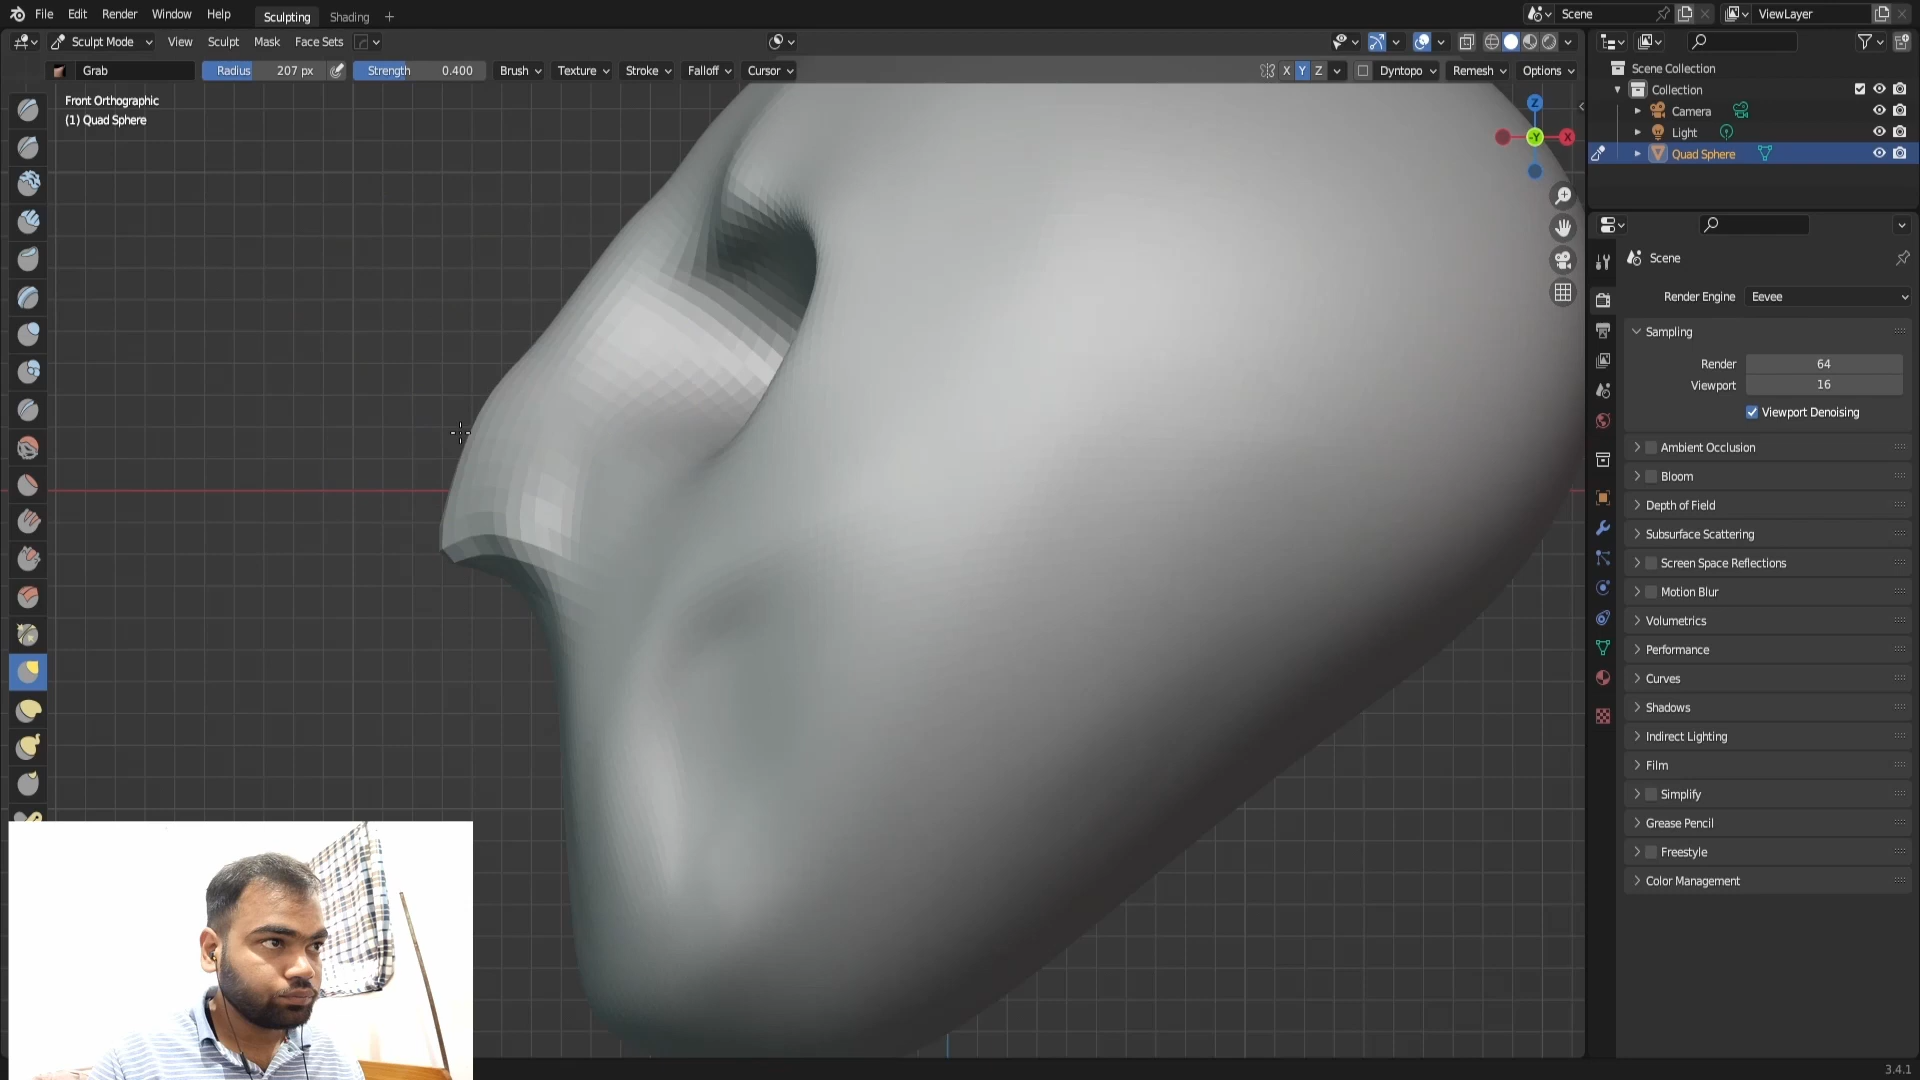 File Edit Render Window Help Sculpting Shading + Scene ViewLayer
Sculpt Mode View Sculpt Mask Face Sets
Grab Radius 207 px Strength 0.400 Brush Texture Stroke Falloff Cursor X Y Z Dyntopo Remesh Options
Front Orthographic
(1) Quad Sphere
Z
-Y
X
Scene Collection
Collection
Camera
Light
Quad Sphere
Scene
Render Engine Eevee
Sampling
Render 64
Viewport 16
Viewport Denoising
Ambient Occlusion
Bloom
Depth of Field
Subsurface Scattering
Screen Space Reflections
Motion Blur
Volumetrics
Performance
Curves
Shadows
Indirect Lighting
Film
Simplify
Grease Pencil
Freestyle
Color Management
3.4.1